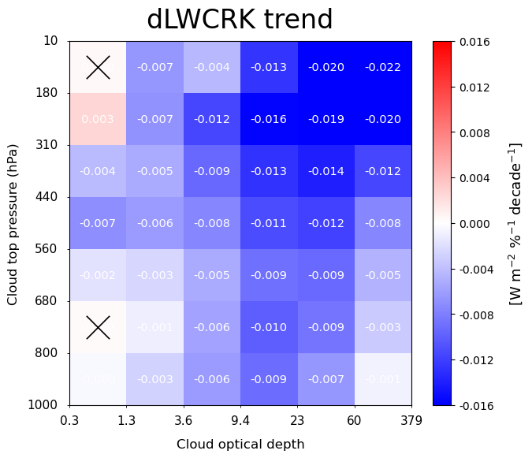 dLWCRK trend
10
180
310
440
560
680
800
1000
Cloud top pressure (hPa)
-0.007 -0.004 -0.013 -0.020 -0.022
0.003 -0.007 -0.012 -0.016 -0.019 -0.020
-0.004 -0.005 -0.009 -0.013 -0.014 -0.012
-0.007 -0.006 -0.008 -0.011 -0.012 -0.008
-0.002 -0.003 -0.005 -0.009 -0.009 -0.005
-0.001 -0.006 -0.010 -0.009 -0.003
-0.003 -0.006 -0.009 -0.007 -0.001
0.3 1.3 3.6 9.4 23 60 379
Cloud optical depth
0.016
0.012
0.008
0.004
0.000
-0.004
-0.008
-0.012
-0.016
[W m⁻² %⁻¹ decade⁻¹]